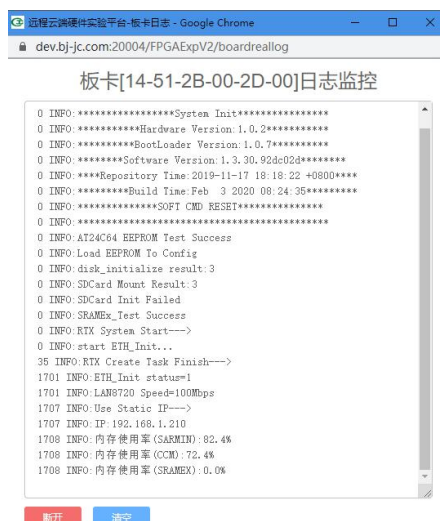 远程云端硬件实验平台-板卡日志 - Google Chrome
dev.bj-jc.com:20004/FPGAExpV2/boardreallog
板卡[14-51-2B-00-2D-00]日志监控
0 INFO:*****************System Init*****************
0 INFO:***********Hardware Version:1.0.2***********
0 INFO:**********BootLoader Version:1.0.7**********
0 INFO:********Software Version:1.3.30.92dc02d********
0 INFO:****Repository Time:2019-11-17 18:18:22 +0800****
0 INFO:*********Build Time:Feb  3 2020 08:24:35*********
0 INFO:**************SOFT CMD RESET***************
0 INFO:*********************************************
0 INFO:AT24C64 EEPROM Test Success
0 INFO:Load EEPROM To Config
0 INFO:disk_initialize result:3
0 INFO:SDCard Mount Result:3
0 INFO:SDCard Init Failed
0 INFO:SRAMEx_Test Success
0 INFO:RTX System Start--->
0 INFO:start ETH_Init...
35 INFO:RTX Create Task Finish--->
1701 INFO:ETH_Init status=1
1701 INFO:LAN8720 Speed=100Mbps
1707 INFO:Use Static IP--->
1707 INFO:IP:192.168.1.210
1708 INFO:内存使用率(SARMIN):82.4%
1708 INFO:内存使用率(CCM):72.4%
1708 INFO:内存使用率(SRAMEX):0.0%
断开 清空